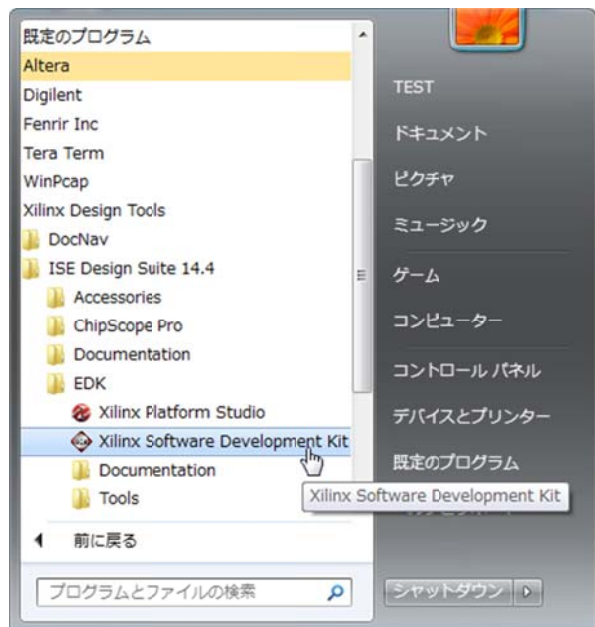 既定のプログラム
Altera
Digilent
Fenrir Inc
Tera Term
WinPcap
Xilinx Design Tools
DocNav
ISE Design Suite 14.4
Accessories
ChipScope Pro
Documentation
EDK
Xilinx Platform Studio
Xilinx Software Development Kit
Documentation
Tools
前に戻る
プログラムとファイルの検索
TEST
ドキュメント
ピクチャ
ミュージック
ゲーム
コンピューター
コントロール パネル
デバイスとプリンター
既定のプログラム
Xilinx Software Development Kit
シャットダウン